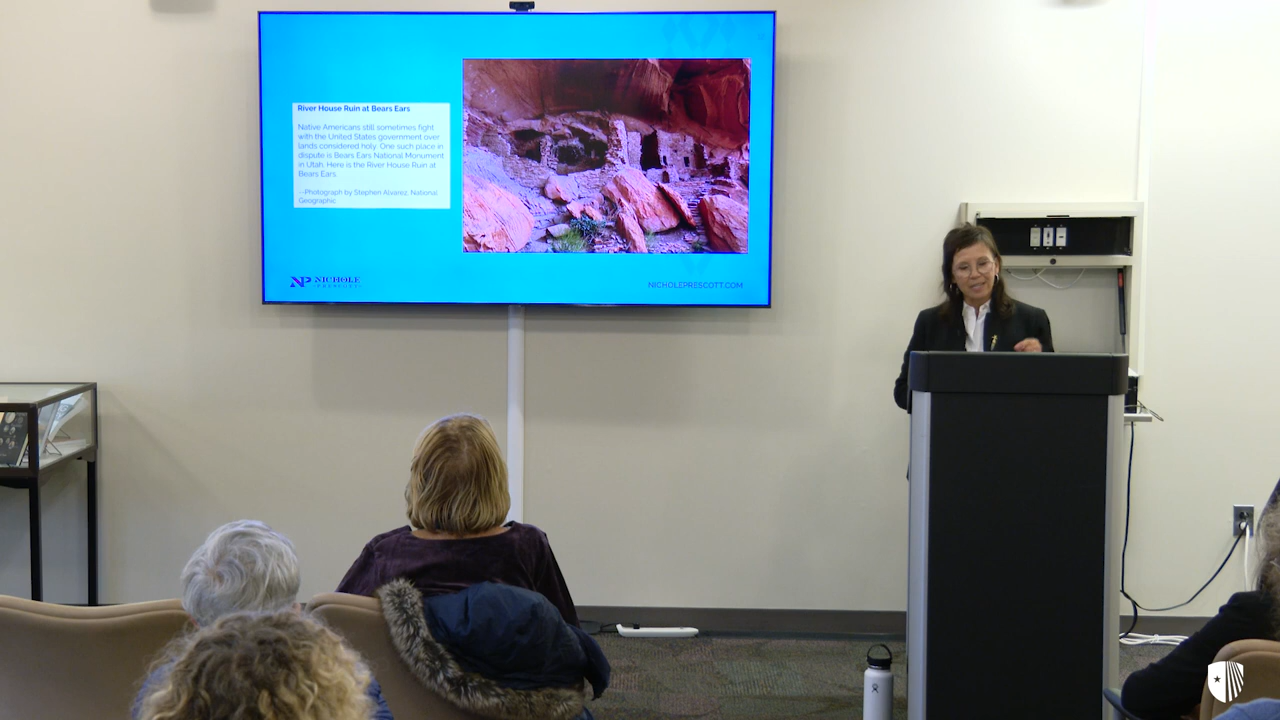 River House Ruin at Bears Ears
Native Americans still sometimes fight
with the United States government over
lands considered holy. One such place in
dispute is Bears Ears National Monument
in Utah. Here is the River House Ruin at
Bears Ears.
--Photograph by Stephen Alvarez, National
Geographic
NP NICHOLE
PRESCOTT
NICHOLEPRESCOTT.COM